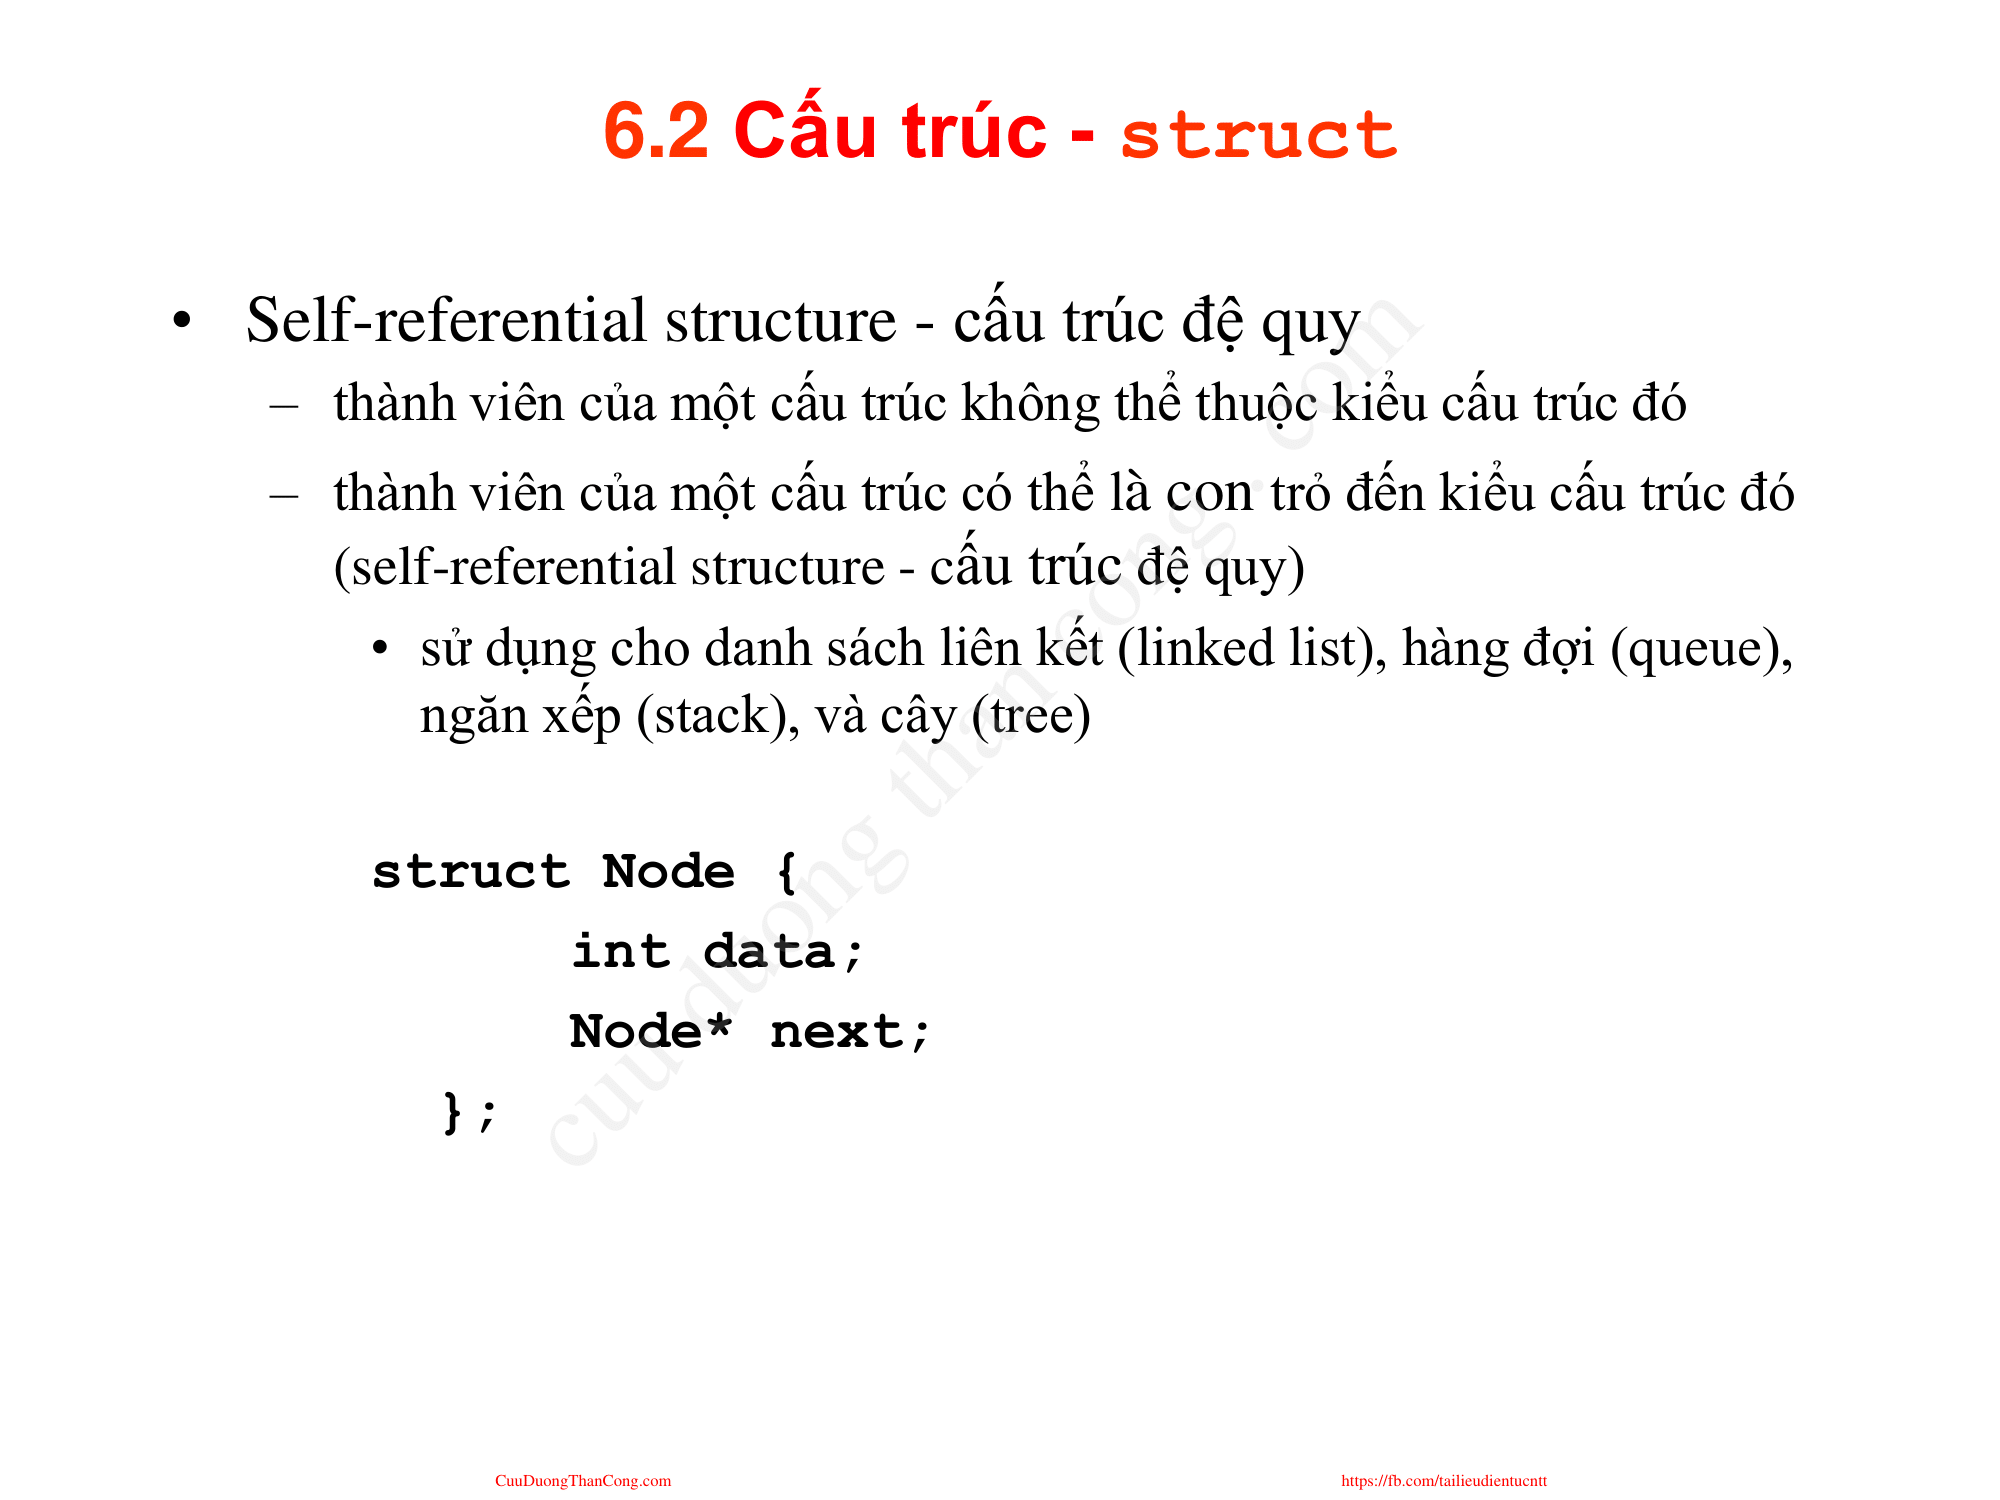 6.2 Cấu trúc - struct
• Self-referential structure - cấu trúc đệ quy
– thành viên của một cấu trúc không thể thuộc kiểu cấu trúc đó
– thành viên của một cấu trúc có thể là con trỏ đến kiểu cấu trúc đó
(self-referential structure - cấu trúc đệ quy)
• sử dụng cho danh sách liên kết (linked list), hàng đợi (queue),
ngăn xếp (stack), và cây (tree)
struct Node {
int data;
Node* next;
};
cuu duong than cong . com
CuuDuongThanCong.com
https://fb.com/tailieudientucntt